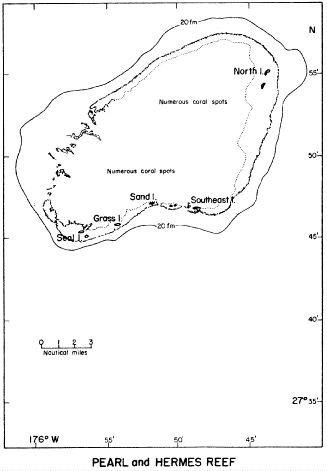 20 fm
N
North I.
55'
Numerous coral spots
50'
Numerous coral spots
Sand I.
Southeast I.
Grass I.
45'
20 fm
Seal I.
40'
0 1 2 3
Nautical miles
27° 35'
176° W 55' 50' 45'
PEARL and HERMES REEF